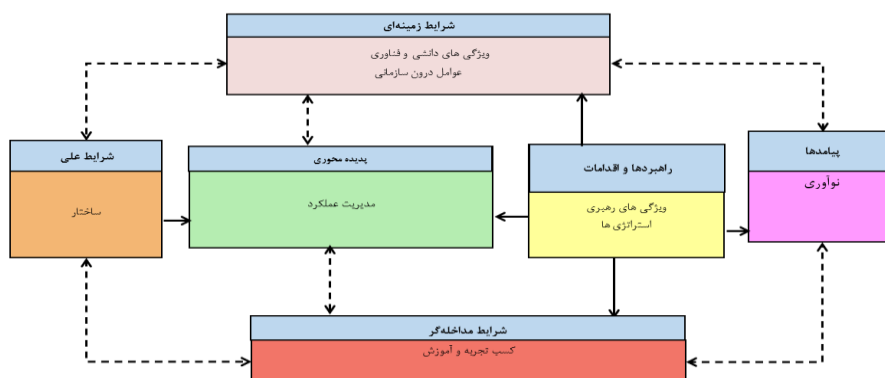 شرایط زمینه‌ای
ویژگی های دانشی و فناوری
عوامل درون سازمانی
شرایط علی
ساختار
پدیده محوری
مدیریت عملکرد
راهبردها و اقدامات
ویژگی های رهبری
استراتژی ها
پیامدها
نوآوری
شرایط مداخله‌گر
کسب تجربه و آموزش